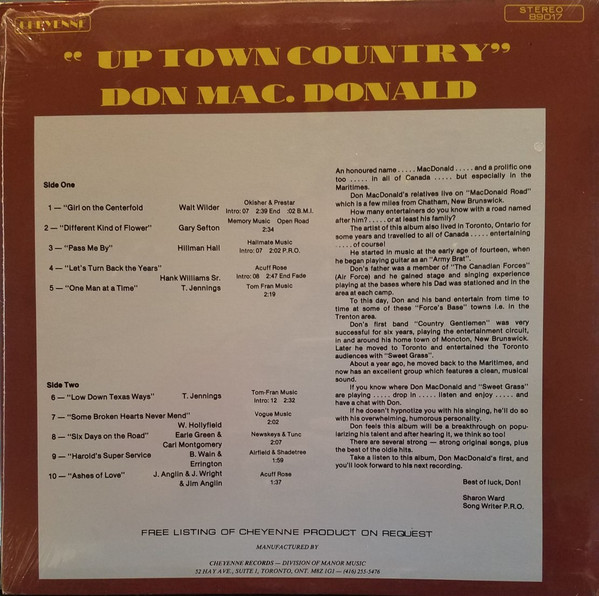 CHEYENNE
STEREO
89017
“ UP TOWN COUNTRY”
DON MAC. DONALD
Side One
1 — “Girl on the Centerfold Walt Wilder Okisher & Prestar
Intro: 07 2:39 End :02 B.M.I.
2 — “Different Kind of Flower” Gary Sefton Memory Music Open Road
2:34
3 — “Pass Me By” Hillman Hall Hallmate Music
Intro: 07 2:02 P.R.O.
4 — “Let's Turn Back the Years” Acuff Rose
Hank Williams Sr. Intro: 08 2:47 End Fade
5 — “One Man at a Time” T. Jennings Tom Fran Music
2:19
Side Two
6 — “Low Down Texas Ways” T. Jennings Tom-Fran Music
Intro: 12 2:32
7 — “Some Broken Hearts Never Mend” Vogue Music
W. Hollyfield 2:02
8 — “Six Days on the Road” Earle Green & Newskeys & Tunc
Carl Montgomery 2:07
9 — “Harold's Super Service B. Wain & Airfield & Shadetree
Errington 1:59
10 — “Ashes of Love” J. Anglin & J. Wright Acuff Rose
& Jim Anglin 1:37
An honoured name ..... MacDonald ..... and a prolific one
too ..... in all of Canada ..... but especially in the
Maritimes.
Don MacDonald's relatives live on “MacDonald Road”
which is a few miles from Chatham, New Brunswick.
How many entertainers do you know with a road named
after him? ..... or at least his family?
The artist of this album also lived in Toronto, Ontario for
some years and travelled to all of Canada ..... entertaining
..... of course!
He started in music at the early age of fourteen, when
he began playing guitar as an “Army Brat”.
Don's father was a member of “The Canadian Forces”
(Air Force) and he gained stage and singing experience
playing at the bases where his Dad was stationed and in the
area at each camp.
To this day, Don and his band entertain from time to
time at some of these “Force's Base” towns i.e. in the
Trenton area.
Don's first band “Country Gentlemen” was very
successful for six years, playing the entertainment circuit,
in and around his home town of Moncton, New Brunswick.
Later he moved to Toronto and entertained the Toronto
audiences with “Sweet Grass”.
About a year ago, he moved back to the Maritimes, and
now has an excellent group which features a clean, musical
sound.
If you know where Don MacDonald and “Sweet Grass”
are playing ..... drop in ..... listen and enjoy ..... and
have a chat with Don.
If he doesn't hypnotize you with his singing, he'll do so
with his overwhelming, humorous personality.
Don feels this album will be a breakthrough on popu-
larizing his talent and after hearing it, we think so too!
There are several strong — strong original songs, plus
the best of the oldie hits.
Take a listen to this album, Don MacDonald's first, and
you'll look forward to his next recording.
Best of luck, Don!
Sharon Ward
Song Writer P.R.O.
FREE LISTING OF CHEYENNE PRODUCT ON REQUEST
MANUFACTURED BY
CHEYENNE RECORDS — DIVISION OF MANOR MUSIC
52 HAY AVE., SUITE 1, TORONTO, ONT. M8Z 1G1 — (416) 255-5476